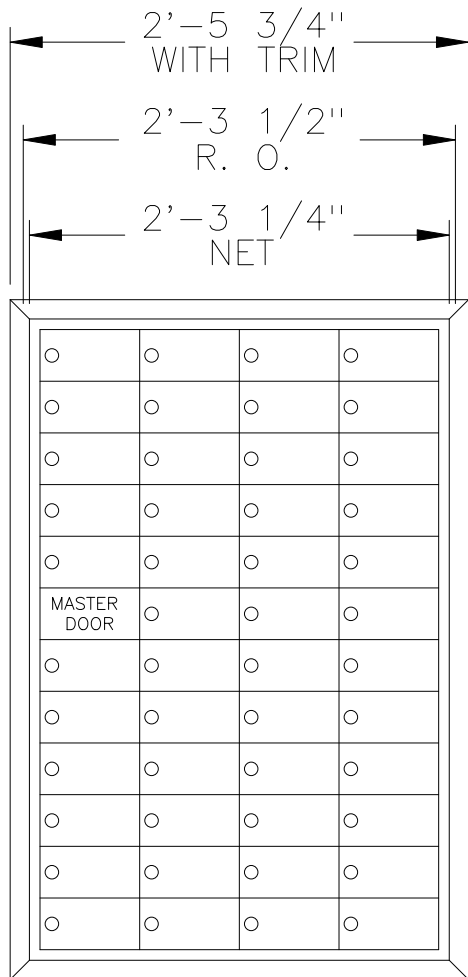 2'-5 3/4"
WITH TRIM
2'-3 1/2"
R. O.
2'-3 1/4"
NET
MASTER
DOOR